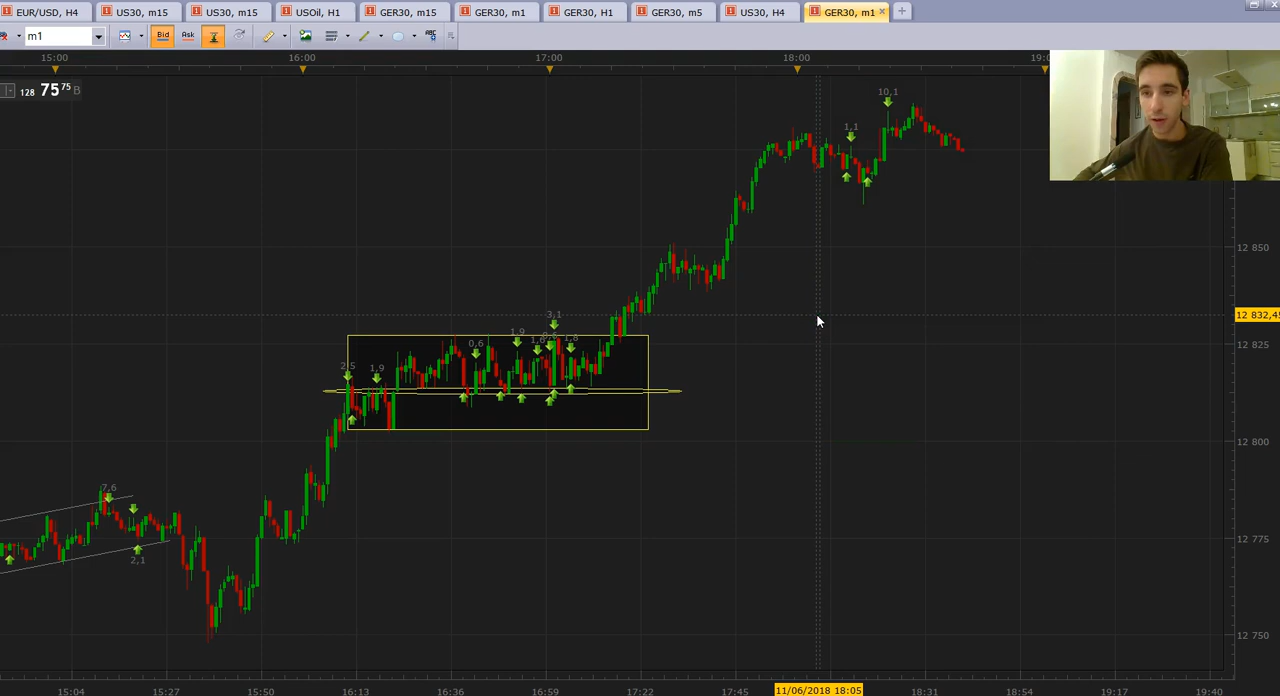 EUR/USD, H4 US30, m15 US30, m15 USOil, H1 GER30, m15 GER30, m1 GER30, H1 GER30, m5 US30, H4 GER30, m1
m1 Bid Ask ABC
15:00 16:00 17:00 18:00 19:0
128 75 75 B
10,1
1,1
12 850
3,1
12 832,45
1,9
0,6 1,8
12 825
2,5 1,9
12 800
7,6
12 775
2,1
12 750
15:04 15:27 15:50 16:13 16:36 16:59 17:22 17:45 11/06/2018 18:05 18:31 18:54 19:17 19:40